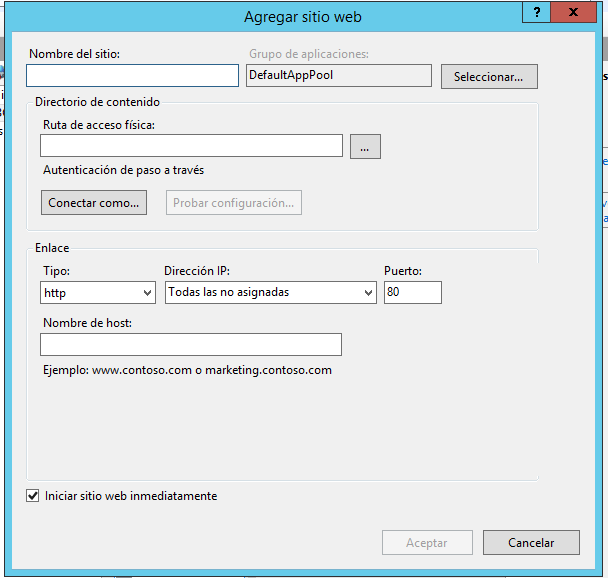 Agregar sitio web
?
x
Nombre del sitio:
Grupo de aplicaciones:
DefaultAppPool
Seleccionar...
Directorio de contenido
Ruta de acceso física:
...
Autenticación de paso a través
Conectar como...
Probar configuración...
Enlace
Tipo:
Dirección IP:
Puerto:
http
Todas las no asignadas
80
Nombre de host:
Ejemplo: www.contoso.com o marketing.contoso.com
Iniciar sitio web inmediatamente
Aceptar
Cancelar